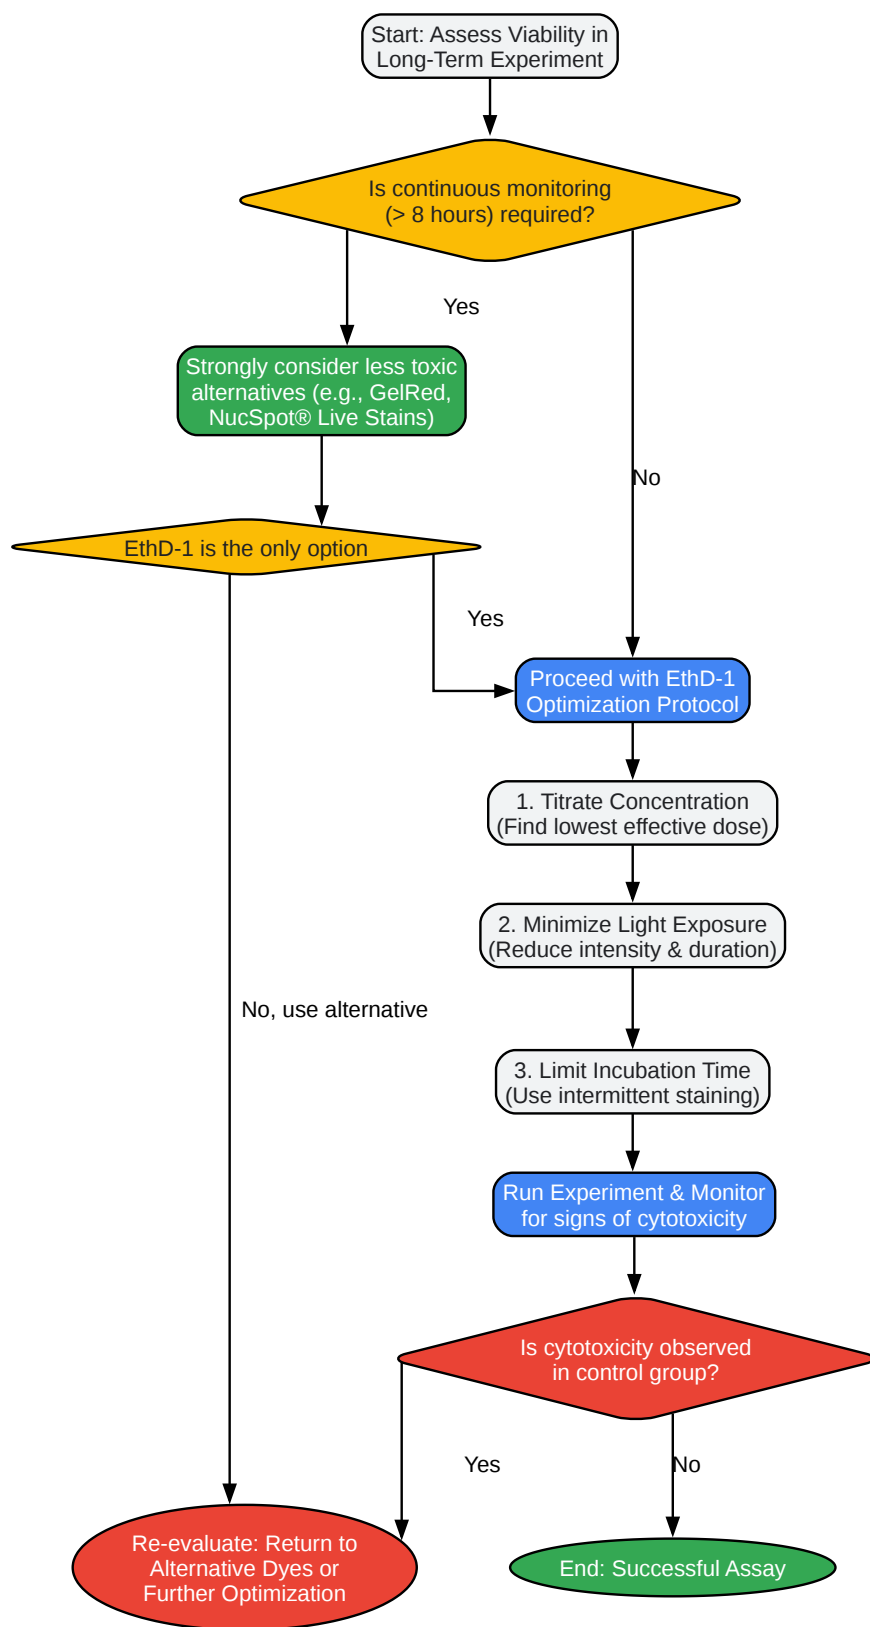 Start: Assess Viability in
Long-Term Experiment
Is continuous monitoring
(> 8 hours) required?
Yes
Strongly consider less toxic
alternatives (e.g., GelRed,
NucSpot® Live Stains)
No
EthD-1 is the only option
Yes
Proceed with EthD-1
Optimization Protocol
1. Titrate Concentration
(Find lowest effective dose)
2. Minimize Light Exposure
(Reduce intensity & duration)
No, use alternative
3. Limit Incubation Time
(Use intermittent staining)
Run Experiment & Monitor
for signs of cytotoxicity
Is cytotoxicity observed
in control group?
Yes
No
Re-evaluate: Return to
Alternative Dyes or
Further Optimization
End: Successful Assay